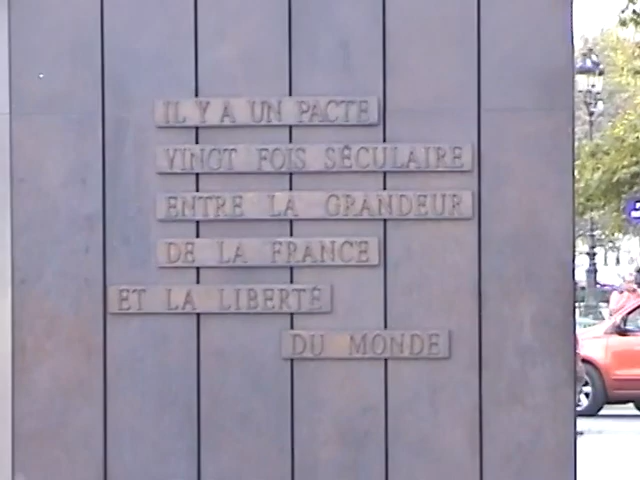 IL Y A UN PACTE
VINGT FOIS SÉCULAIRE
ENTRE LA GRANDEUR
DE LA FRANCE
ET LA LIBERTÉ
DU MONDE